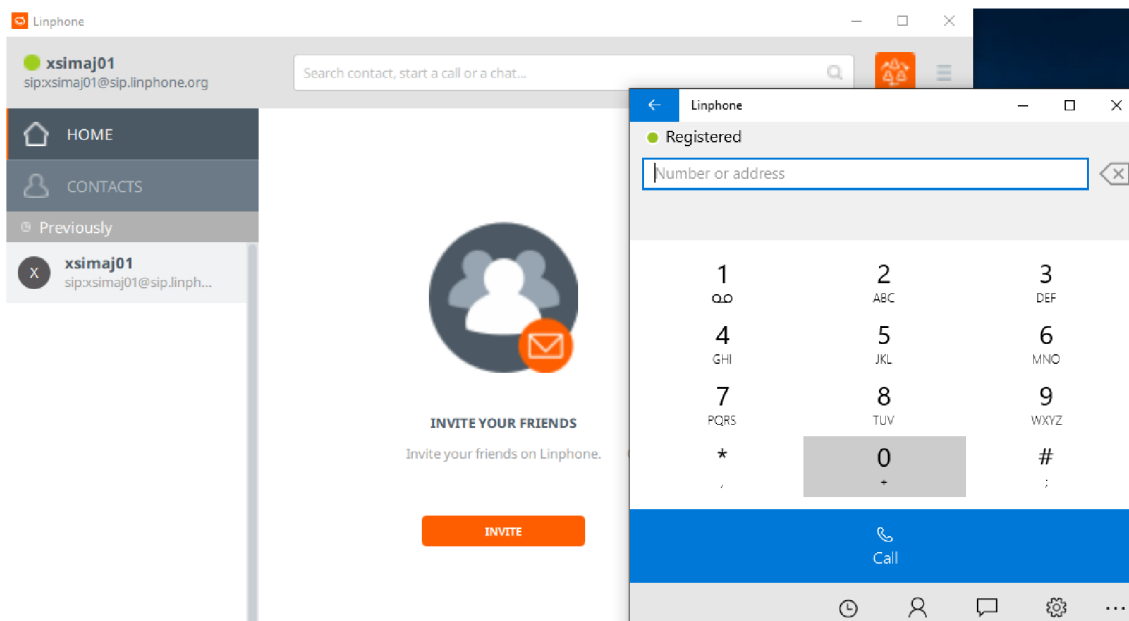 Linphone
xsimaj01
sip:xsimaj01@sip.linphone.org
Search contact, start a call or a chat...
HOME
CONTACTS
Previously
X
xsimaj01
sip:xsimaj01@sip.linph...
INVITE YOUR FRIENDS
Invite your friends on Linphone.
INVITE
Linphone
Registered
Number or address
1
2
ABC
3
DEF
4
GHI
5
JKL
6
MNO
7
PQRS
8
TUV
9
WXYZ
*
,
0
+
#
;
Call